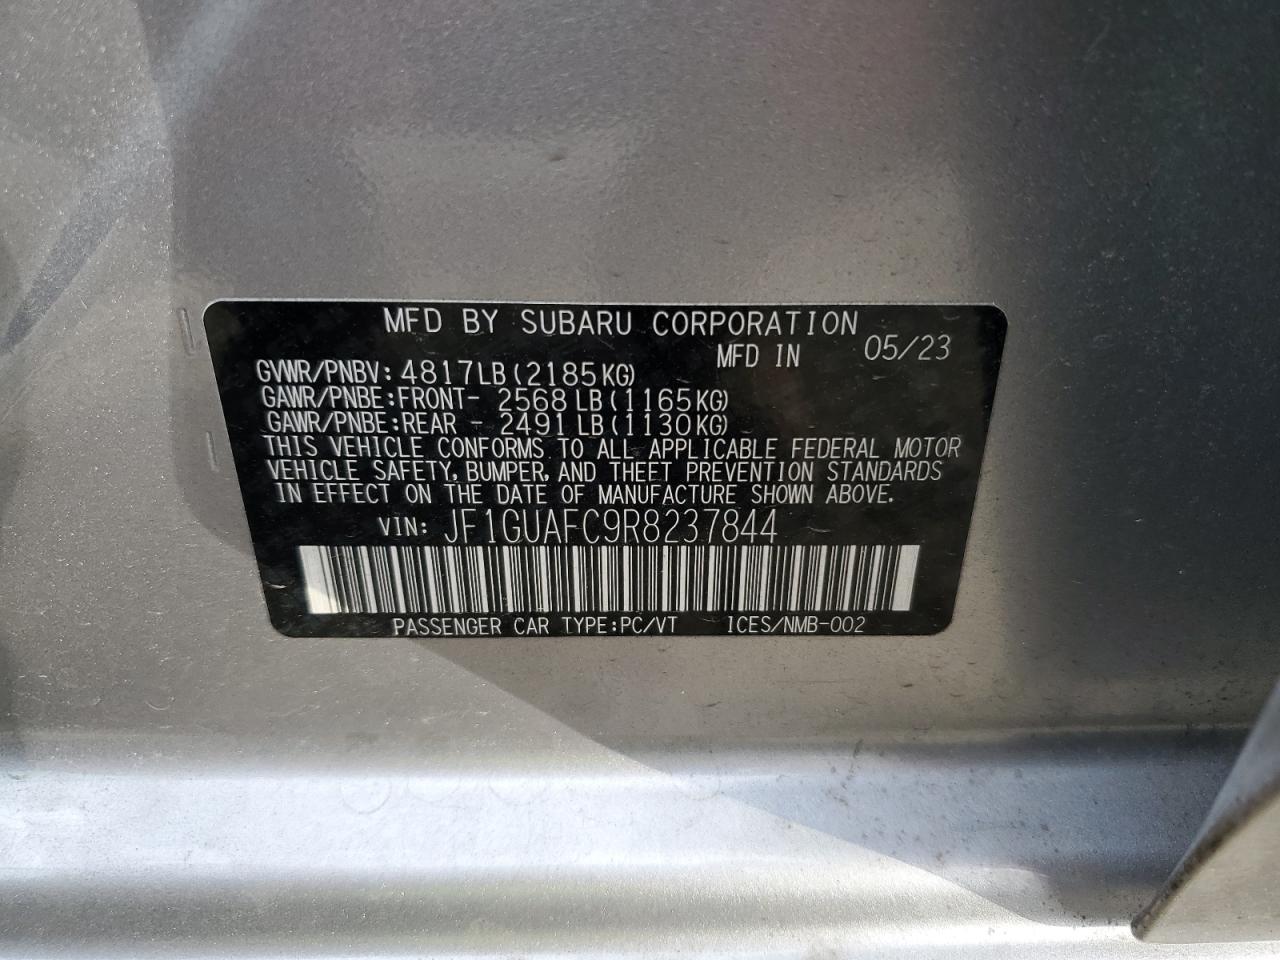 MFD BY SUBARU CORPORATION
MFD IN 05/23
GVWR/PNBV: 4817LB(2185KG)
GAWR/PNBE:FRONT- 2568LB(1165KG)
GAWR/PNBE:REAR - 2491LB(1130KG)
THIS VEHICLE CONFORMS TO ALL APPLICABLE FEDERAL MOTOR
VEHICLE SAFETY, BUMPER, AND THEFT PREVENTION STANDARDS
IN EFFECT ON THE DATE OF MANUFACTURE SHOWN ABOVE.
VIN: JF1GUAFC9R8237844
PASSENGER CAR TYPE:PC/VT ICES/NMB-002